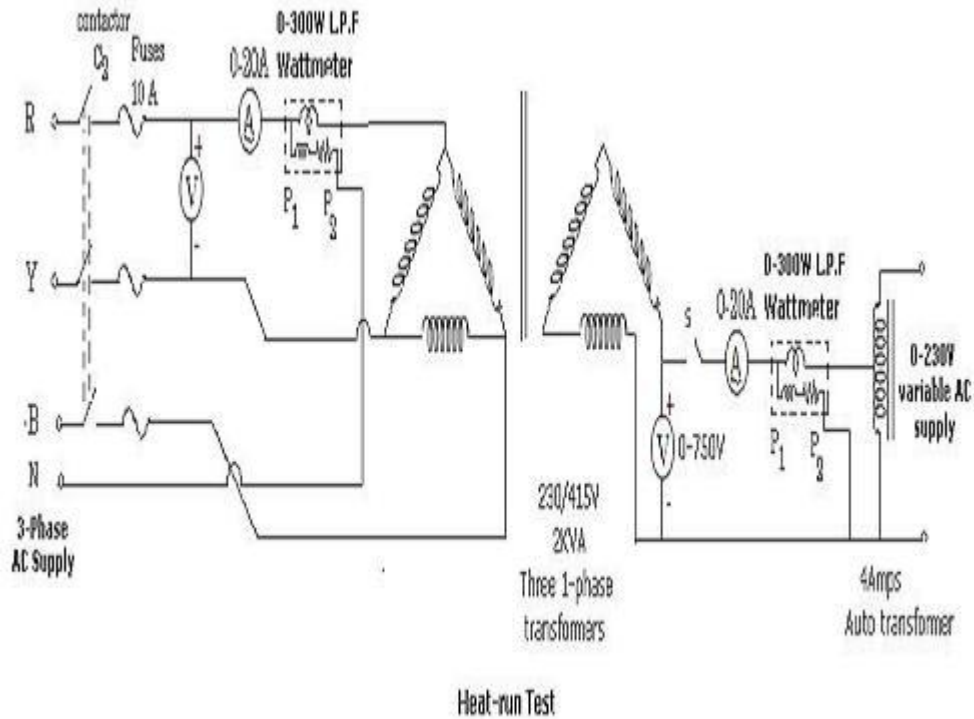 contactor
C2
Fuses
10 A
0-300W L.P.F
0-20A Wattmeter
R
A
+
V
-
P1
P2
Y
B
N
3-Phase
AC Supply
0-300W L.P.F
0-20A Wattmeter
S
A
+
V 0-750V
-
P1
P2
0-230V
variable AC
supply
230/415V
2KVA
Three 1-phase
transformers
4Amps
Auto transformer
Heat-run Test